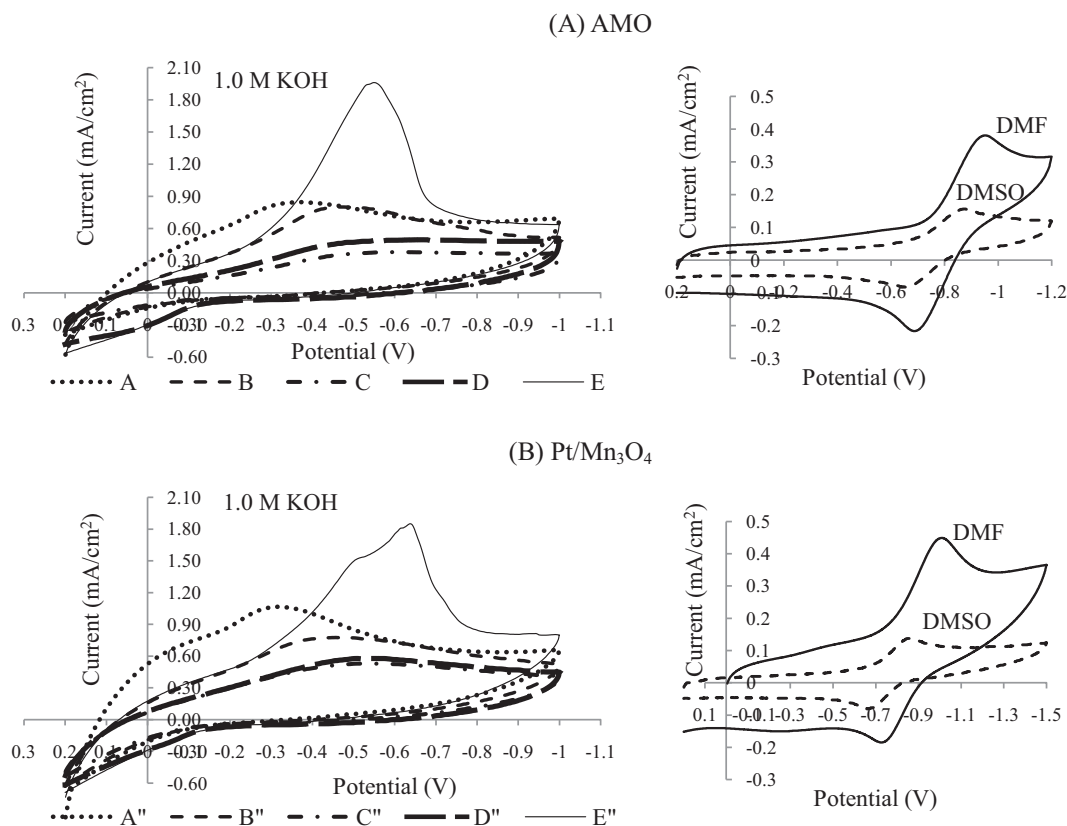 (A) AMO
Current (mA/cm²)
1.0 M KOH
2.10
1.80
1.50
1.20
0.90
0.60
0.30
0.00
-0.30
-0.60
0.3 0.2 0.1 0 -0.1 -0.2 -0.3 -0.4 -0.5 -0.6 -0.7 -0.8 -0.9 -1 -1.1
Potential (V)
A B C D E
Current (mA/cm²)
0.5
0.4
0.3
0.2
0.1
0
-0.2
-0.3
DMF
DMSO
0.2 0 -0.2 -0.4 -0.6 -0.8 -1 -1.2
Potential (V)
(B) Pt/Mn₃O₄
Current (mA/cm²)
1.0 M KOH
2.10
1.80
1.50
1.20
0.90
0.60
0.30
0.00
-0.30
-0.60
0.3 0.2 0.1 0 -0.1 -0.2 -0.3 -0.4 -0.5 -0.6 -0.7 -0.8 -0.9 -1 -1.1
Potential (V)
A" B" C" D" E"
Current (mA/cm²)
0.5
0.4
0.3
0.2
0.1
0
-0.2
-0.3
DMF
DMSO
0.1 -0.1 -0.3 -0.5 -0.7 -0.9 -1.1 -1.3 -1.5
-0.1
Potential (V)